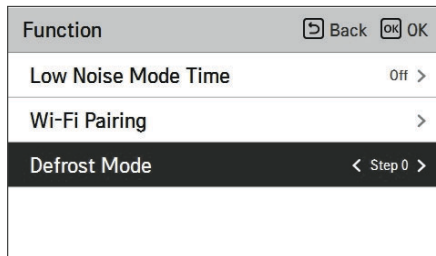 Function Back OK OK
Low Noise Mode Time Off >
Wi-Fi Pairing >
Defrost Mode < Step 0 >